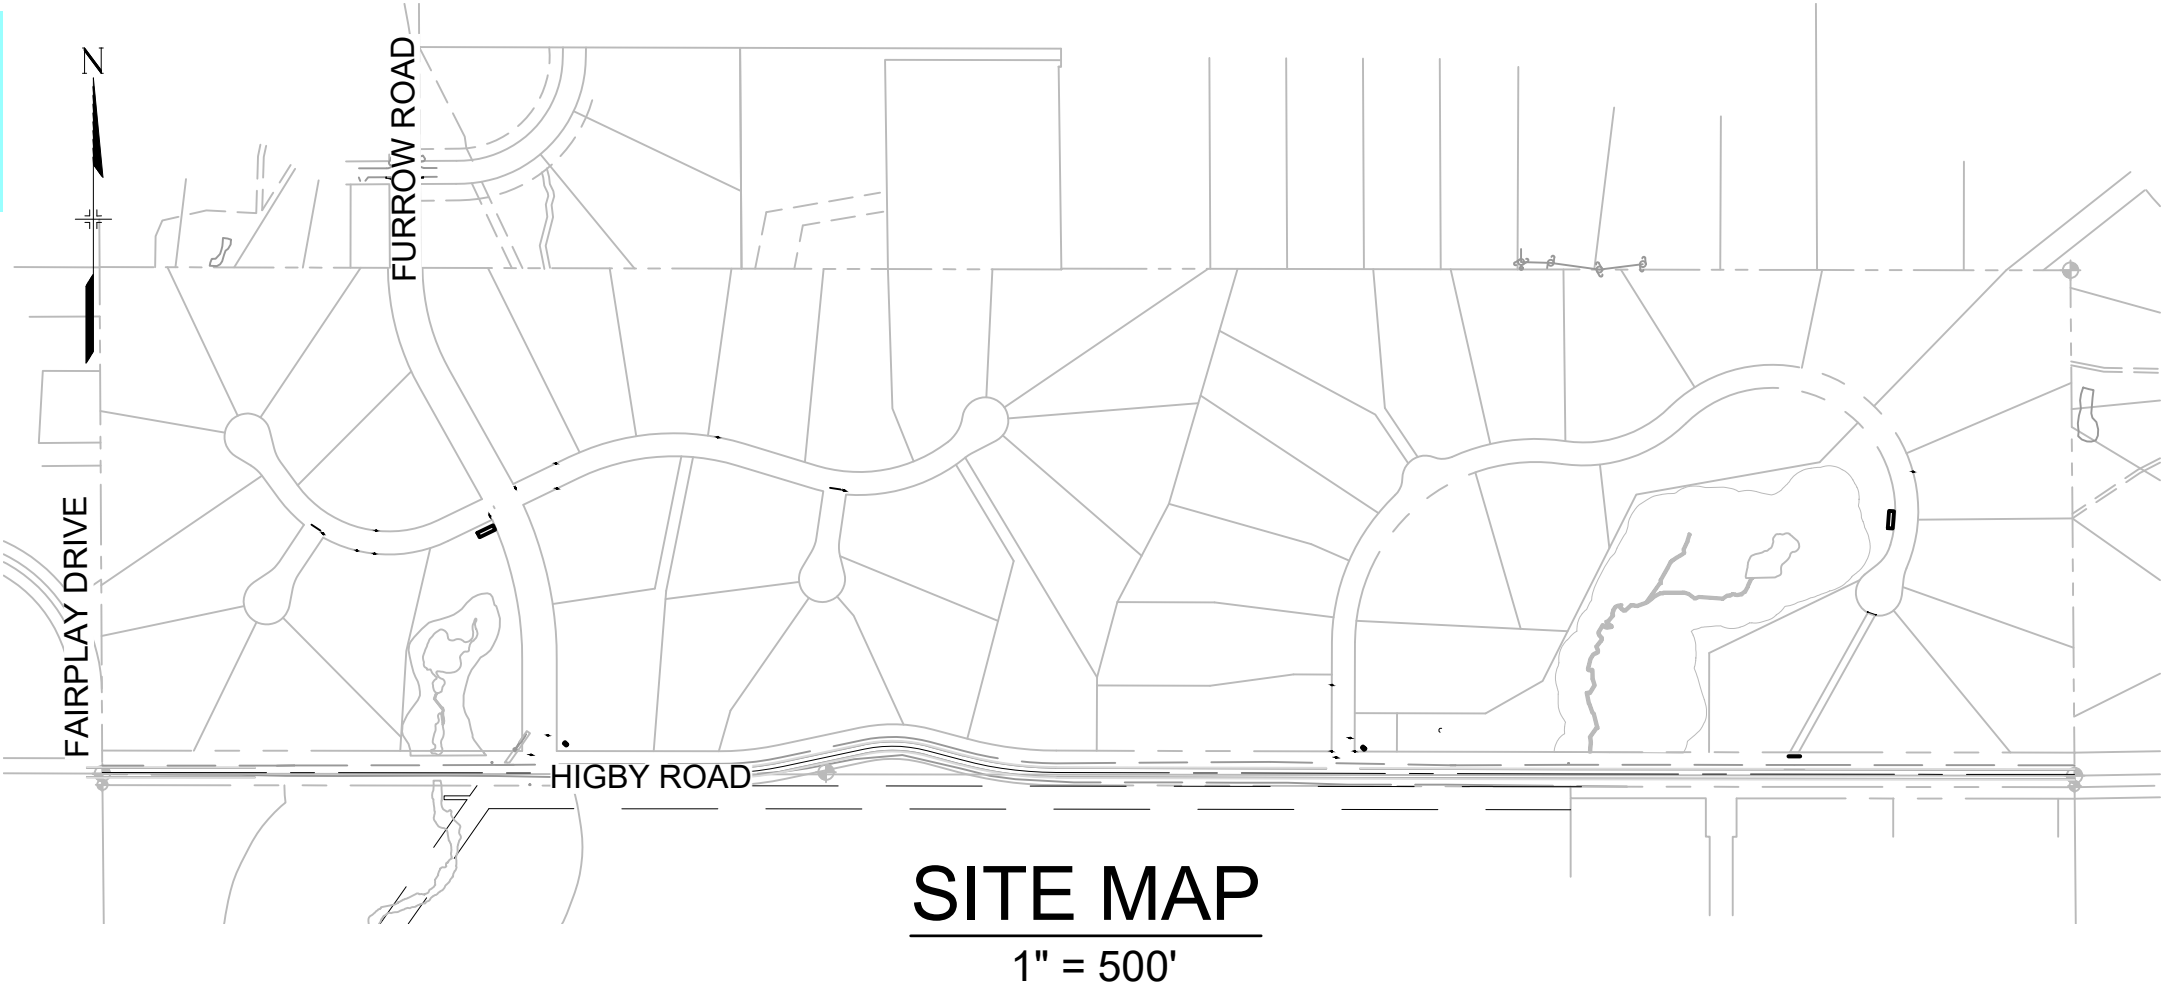 N
FURROW ROAD
FAIRPLAY DRIVE
HIGBY ROAD
SITE MAP
1" = 500'